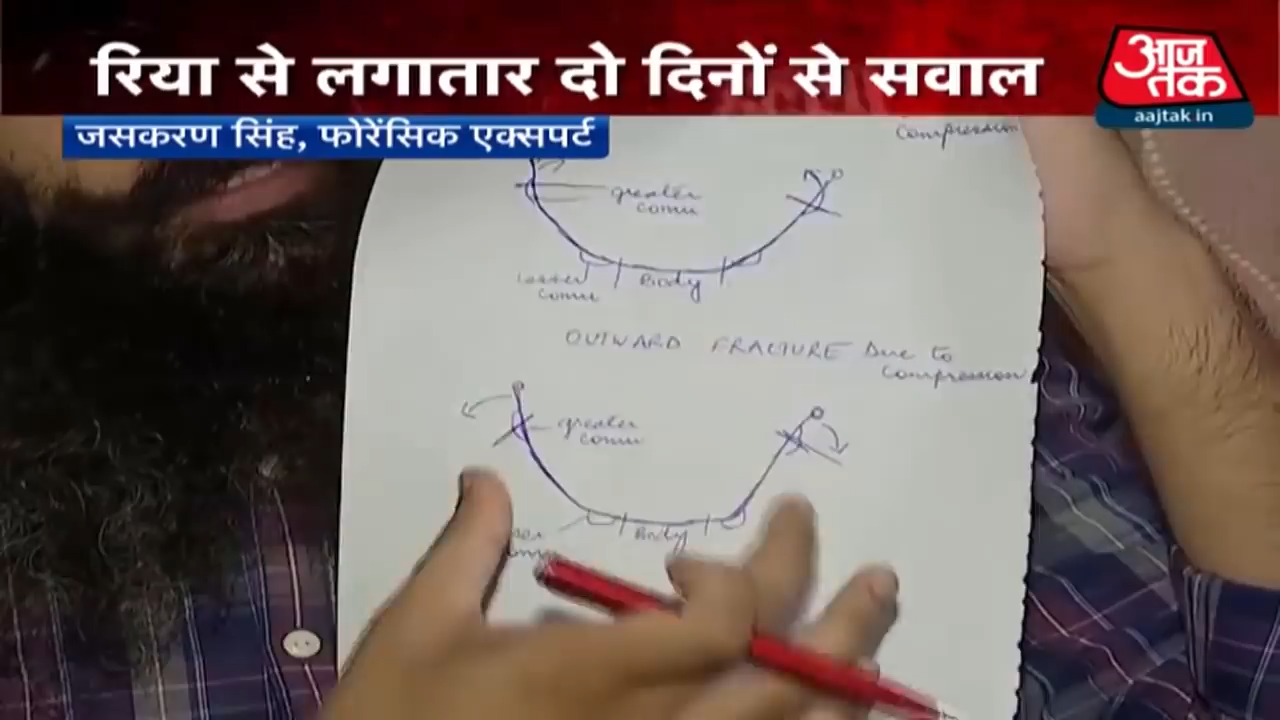 रिया से लगातार दो दिनों से सवाल
आज
तक
aajtak.in
जसकरण सिंह, फोरेंसिक एक्सपर्ट
Compression
greater
cornu
lesser
cornu
Body
OUTWARD FRACTURE Due to
Compression
greater
cornu
Body